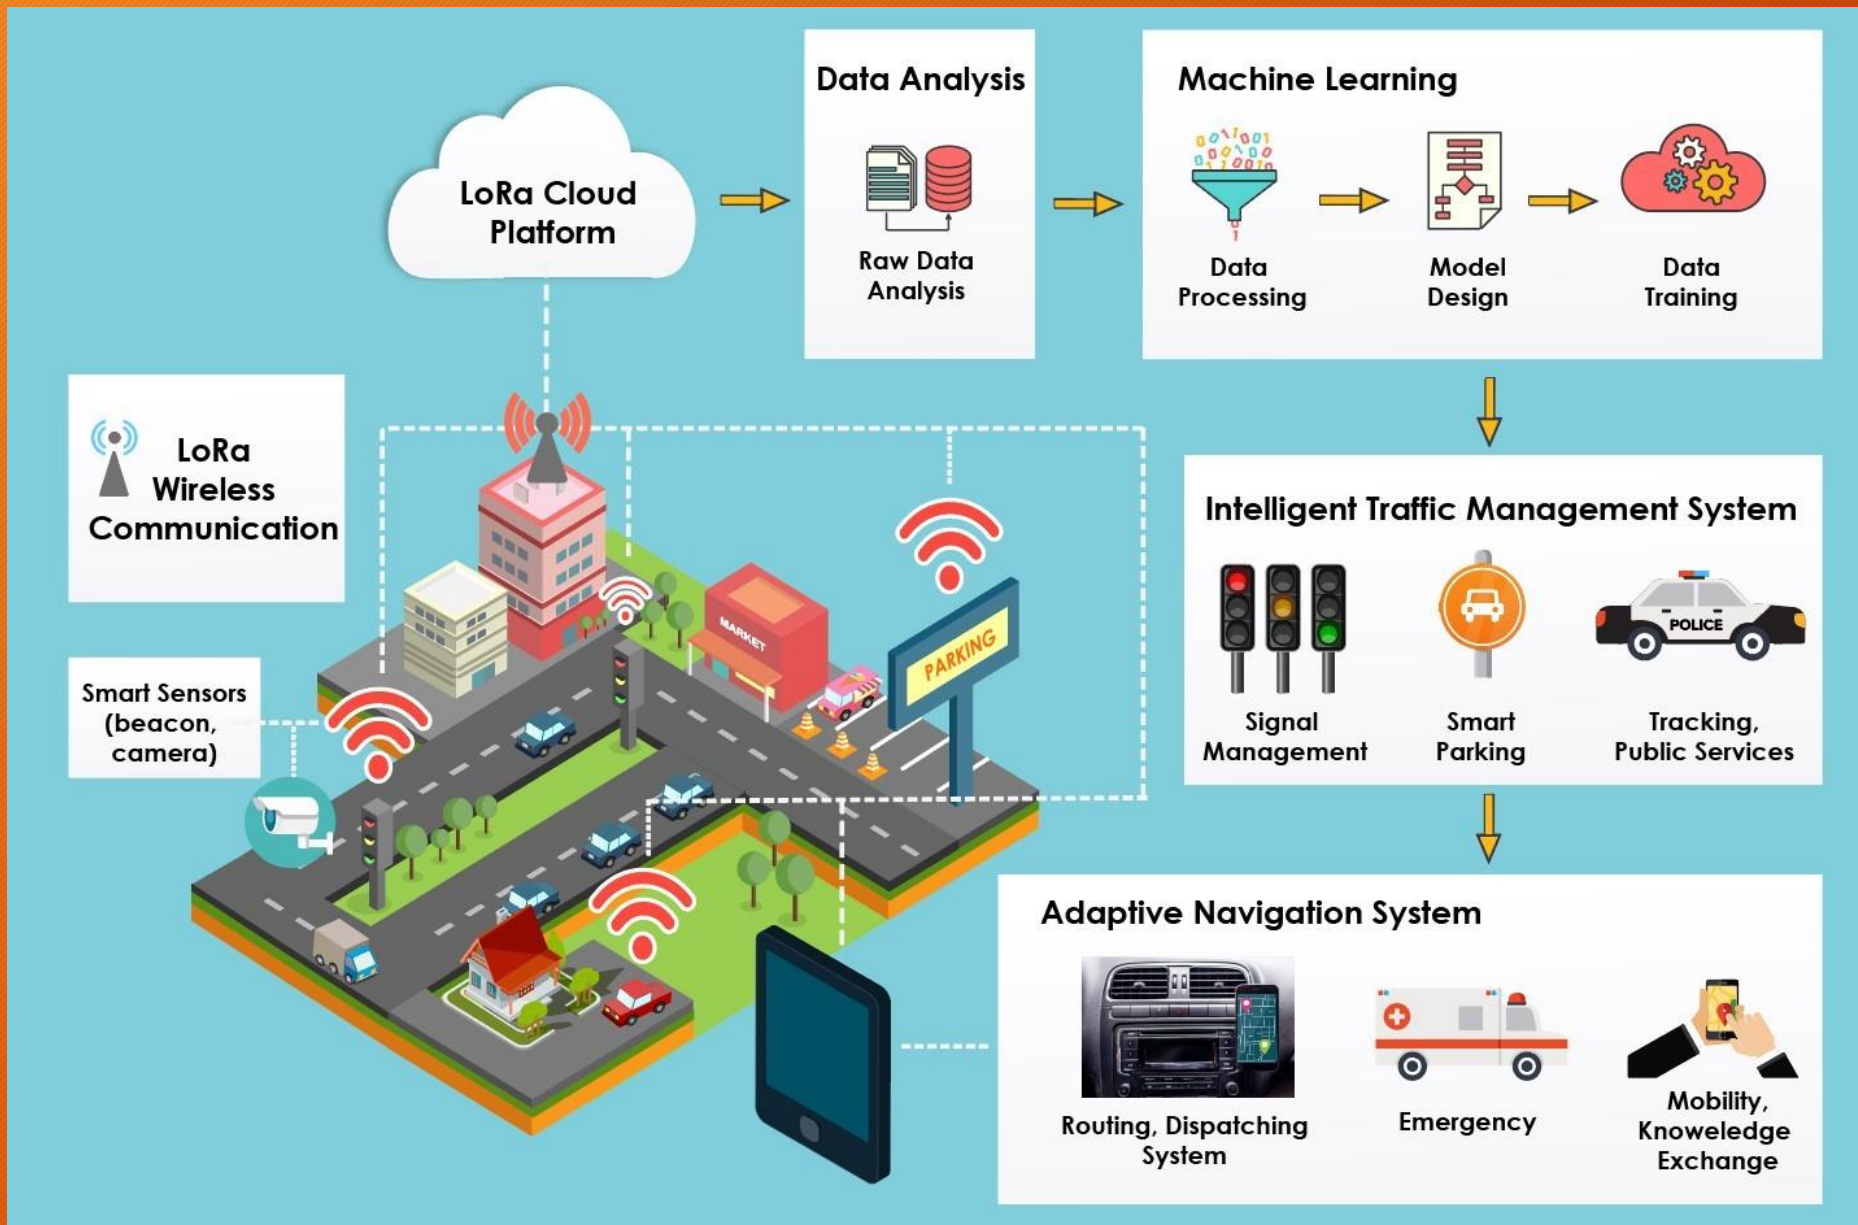 LoRa Cloud
Platform
Data Analysis
Raw Data
Analysis
Machine Learning
Data
Processing
Model
Design
Data
Training
LoRa
Wireless
Communication
Smart Sensors
(beacon,
camera)
MARKET
PARKING
Intelligent Traffic Management System
Signal
Management
Smart
Parking
POLICE
Tracking,
Public Services
Adaptive Navigation System
Routing, Dispatching
System
Emergency
Mobility,
Knoweledge
Exchange